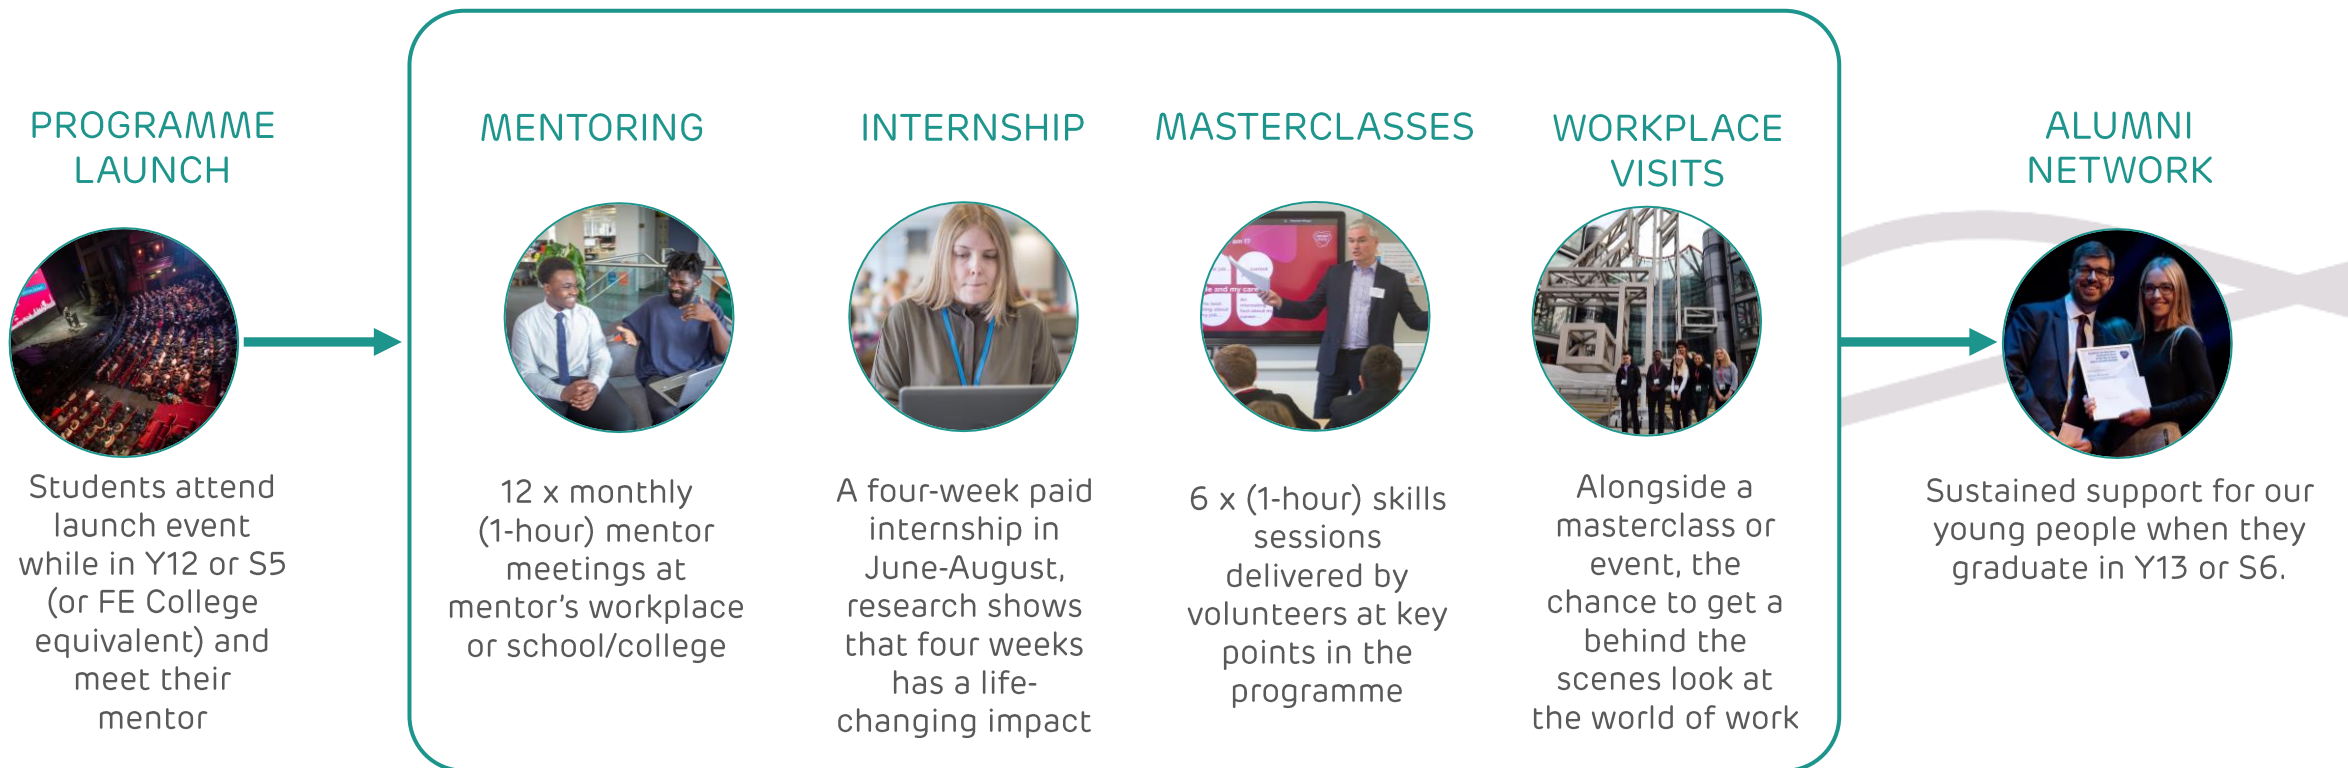 PROGRAMME
LAUNCH
Students attend
launch event
while in Y12 or S5
(or FE College
equivalent) and
meet their
mentor
MENTORING
12 x monthly
(1-hour) mentor
meetings at
mentor's workplace
or school/college
INTERNSHIP
A four-week paid
internship in
June-August,
research shows
that four weeks
has a life-
changing impact
MASTERCLASSES
6 x (1-hour) skills
sessions
delivered by
volunteers at key
points in the
programme
WORKPLACE
VISITS
Alongside a
masterclass or
event, the
chance to get a
behind the
scenes look at
the world of work
ALUMNI
NETWORK
Sustained support for our
young people when they
graduate in Y13 or S6.